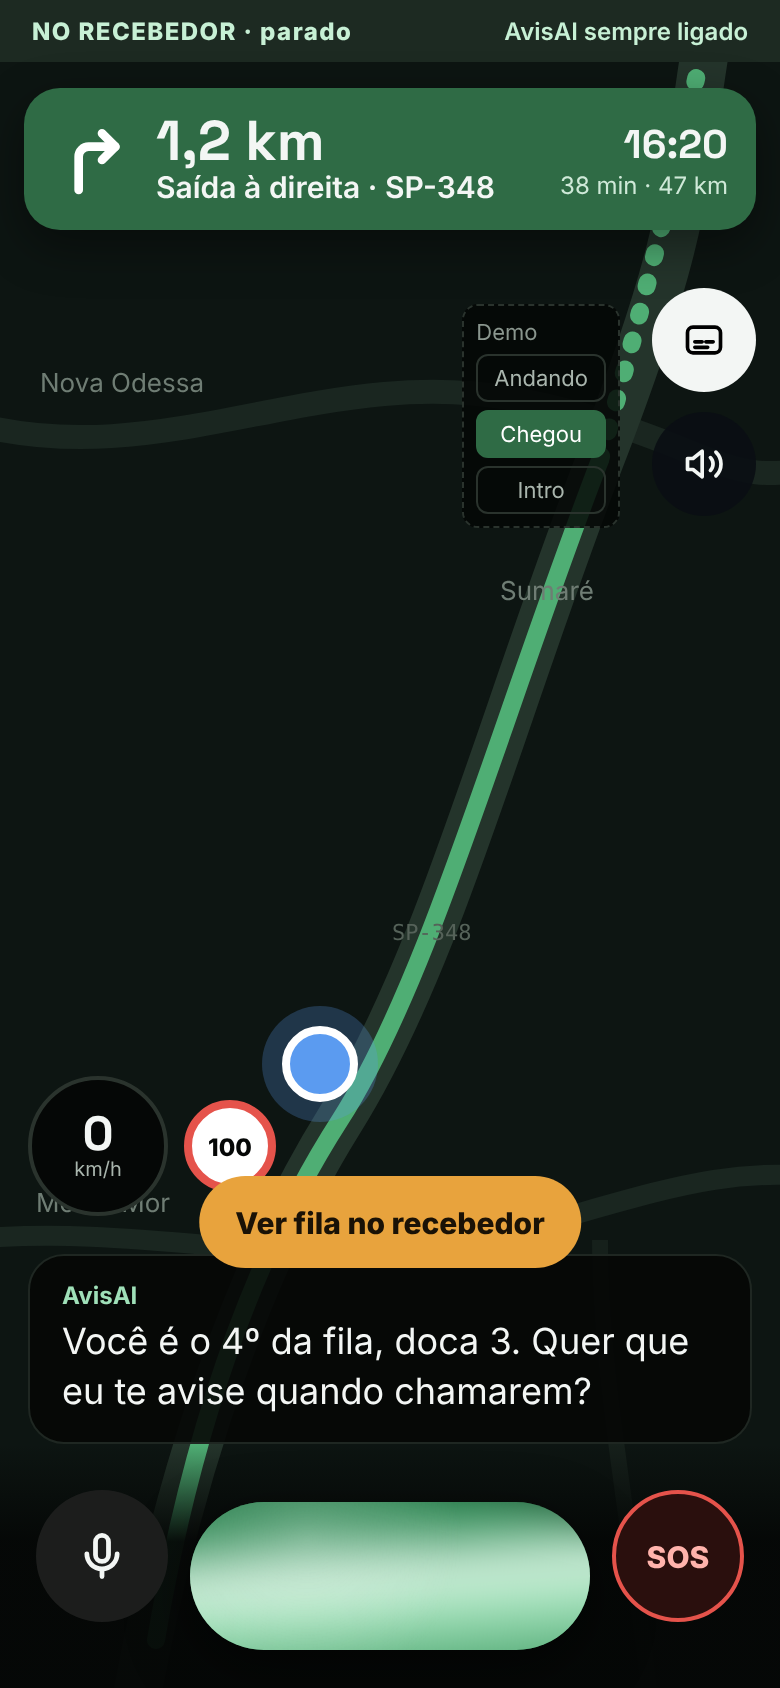 NO RECEBEDOR · parado
AvisAI sempre ligado
1,2 km
Saída à direita · SP-348
16:20
38 min · 47 km
Demo
Andando
Chegou
Intro
Nova Odessa
Sumaré
SP-348
0
km/h
100
Ver fila no recebedor
AvisAI
Você é o 4º da fila, doca 3. Quer que
eu te avise quando chamarem?
SOS